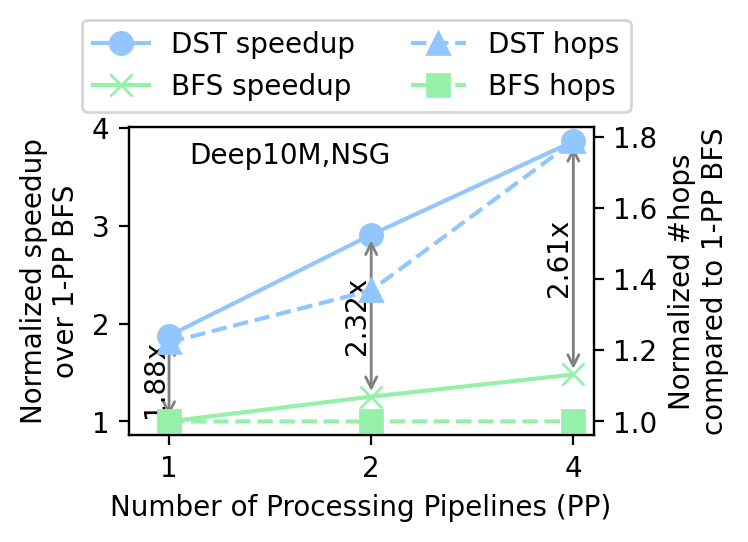 DST speedup
DST hops
BFS speedup
BFS hops
Normalized speedup
over 1-PP BFS
4
3
2
1
Deep10M,NSG
1.88x
2.32x
2.61x
1.8
1.6
1.4
1.2
1.0
Normalized #hops
compared to 1-PP BFS
1
2
4
Number of Processing Pipelines (PP)